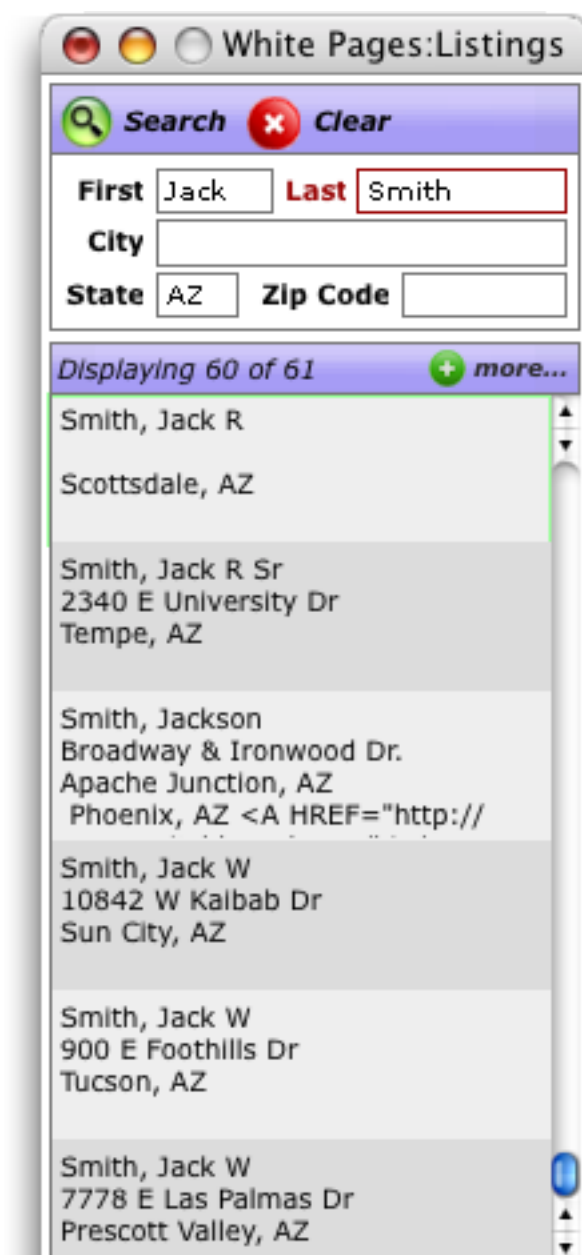 White Pages:Listings
Search Clear
First Jack Last Smith
City
State AZ Zip Code
Displaying 60 of 61 more...
Smith, Jack R
Scottsdale, AZ
Smith, Jack R Sr
2340 E University Dr
Tempe, AZ
Smith, Jackson
Broadway & Ironwood Dr.
Apache Junction, AZ
Phoenix, AZ <A HREF="http://
Smith, Jack W
10842 W Kaibab Dr
Sun City, AZ
Smith, Jack W
900 E Foothills Dr
Tucson, AZ
Smith, Jack W
7778 E Las Palmas Dr
Prescott Valley, AZ